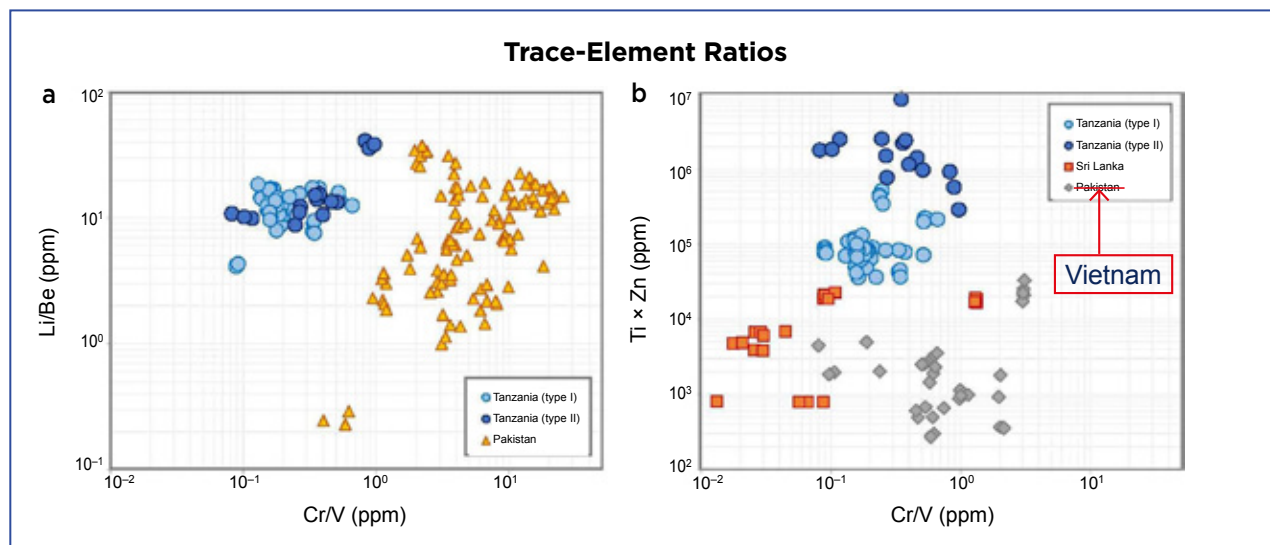 Trace-Element Ratios
a
Li/Be (ppm)
10²
10¹
10⁰
10⁻¹
10⁻²
10⁻¹
10⁰
10¹
Cr/V (ppm)
Tanzania (type I)
Tanzania (type II)
Pakistan
b
Ti × Zn (ppm)
10⁷
10⁶
10⁵
10⁴
10³
10²
10⁻²
10⁻¹
10⁰
10¹
Cr/V (ppm)
Tanzania (type I)
Tanzania (type II)
Sri Lanka
Pakistan
Vietnam